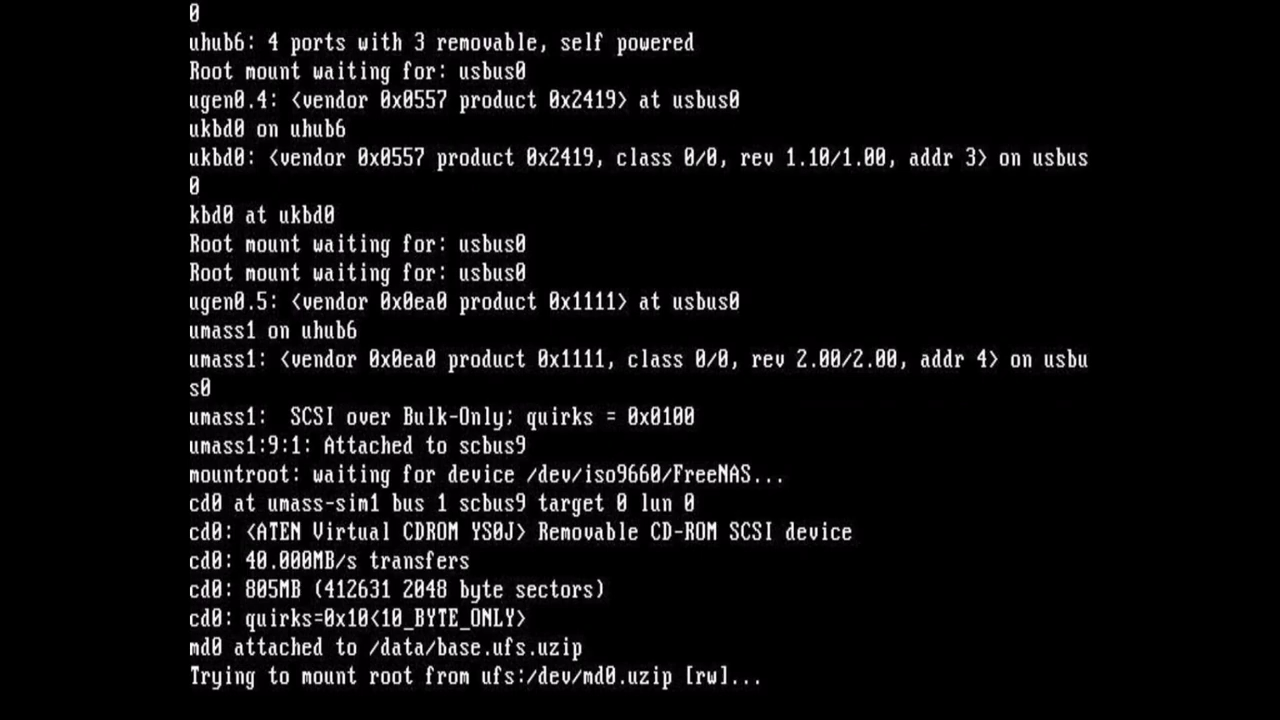 0
uhub6: 4 ports with 3 removable, self powered
Root mount waiting for: usbus0
ugen0.4: <vendor 0x0557 product 0x2419> at usbus0
ukbd0 on uhub6
ukbd0: <vendor 0x0557 product 0x2419, class 0/0, rev 1.10/1.00, addr 3> on usbus
0
kbd0 at ukbd0
Root mount waiting for: usbus0
Root mount waiting for: usbus0
ugen0.5: <vendor 0x0ea0 product 0x1111> at usbus0
umass1 on uhub6
umass1: <vendor 0x0ea0 product 0x1111, class 0/0, rev 2.00/2.00, addr 4> on usbu
s0
umass1:  SCSI over Bulk-Only; quirks = 0x0100
umass1:9:1: Attached to scbus9
mountroot: waiting for device /dev/iso9660/FreeNAS...
cd0 at umass-sim1 bus 1 scbus9 target 0 lun 0
cd0: <ATEN Virtual CDROM YS0J> Removable CD-ROM SCSI device
cd0: 40.000MB/s transfers
cd0: 805MB (412631 2048 byte sectors)
cd0: quirks=0x10<10_BYTE_ONLY>
md0 attached to /data/base.ufs.uzip
Trying to mount root from ufs:/dev/md0.uzip [rw]...